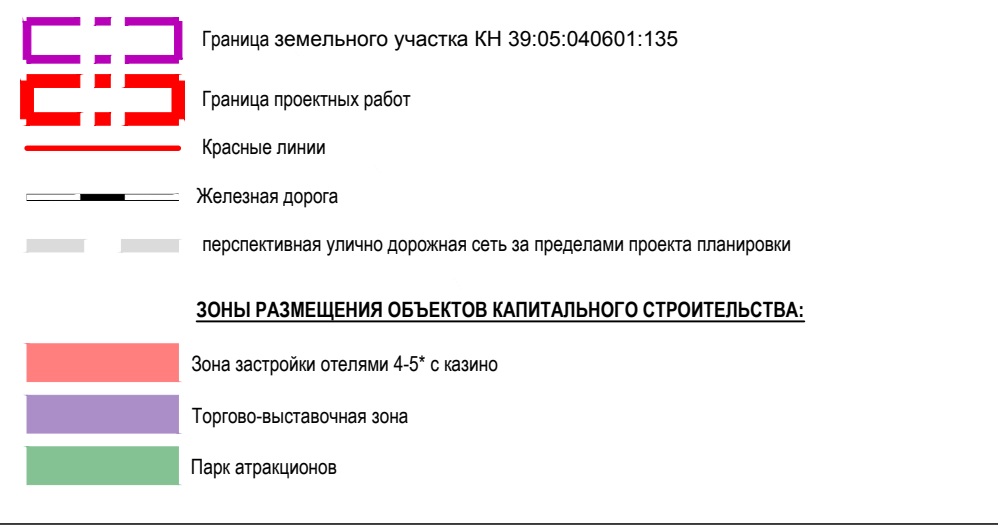 Граница земельного участка КН 39:05:040601:135
Граница проектных работ
Красные линии
Железная дорога
перспективная улично дорожная сеть за пределами проекта планировки
ЗОНЫ РАЗМЕЩЕНИЯ ОБЪЕКТОВ КАПИТАЛЬНОГО СТРОИТЕЛЬСТВА:
Зона застройки отелями 4-5* с казино
Торгово-выставочная зона
Парк атракционов